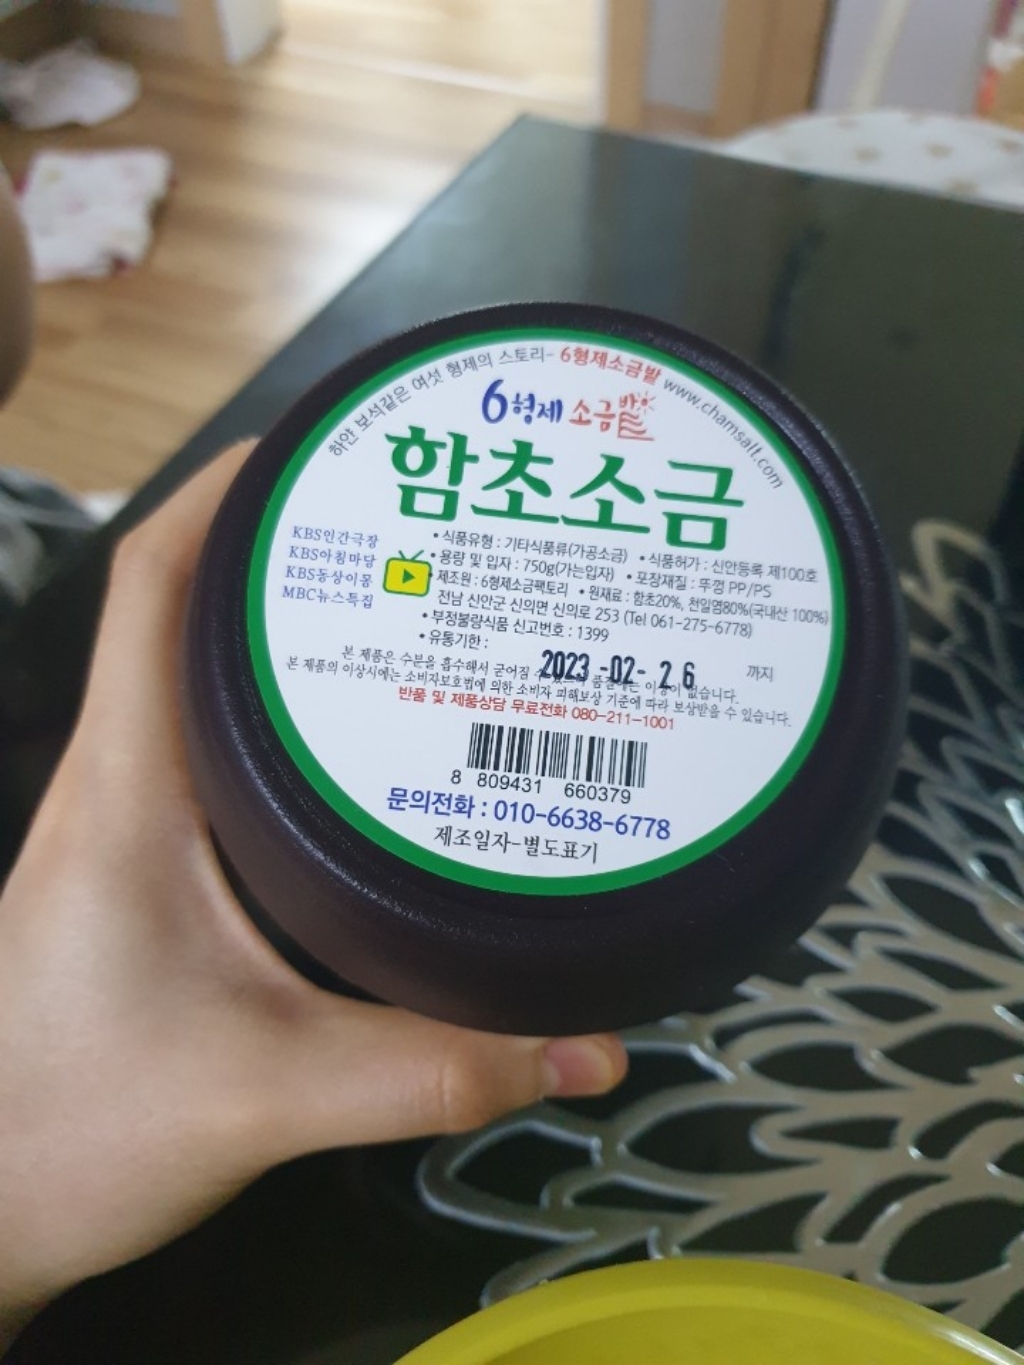 하얀 보석같은 여섯 형제의 스토리- 6형제소금밭 www.chamsalt.com
6형제 소금밭
함초소금
KBS인간극장
KBS아침마당
KBS동상이몽
MBC뉴스특집
• 식품유형 : 기타식품류(가공소금) • 식품허가 : 신안등록 제100호
• 용량 및 입자 : 750g(가는입자) • 포장재질 : 뚜껑 PP/PS
• 제조원 : 6형제소금팩토리 • 원재료 : 함초20%, 천일염80%(국내산 100%)
전남 신안군 신의면 신의로 253 (Tel 061-275-6778)
• 부정불량식품 신고번호 : 1399
• 유통기한 : 2023-02-26 까지
본 제품은 수분을 흡수해서 굳어질 수 품질에는 이상이 없습니다.
본 제품의 이상시에는 소비자보호법에 의한 소비자 피해보상 기준에 따라 보상받을 수 있습니다.
반품 및 제품상담 무료전화 080-211-1001
8 809431 660379
문의전화 : 010-6638-6778
제조일자-별도표기